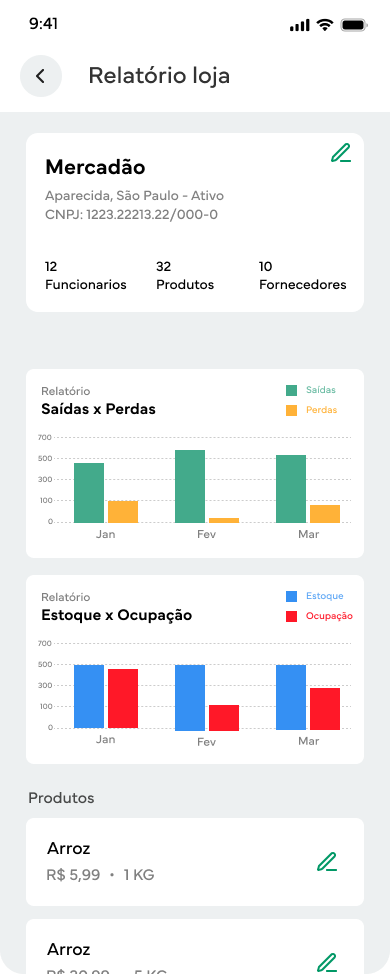 9:41
Relatório loja
Mercadão
Aparecida, São Paulo - Ativo
CNPJ: 1223.22213.22/000-0
12
Funcionarios
32
Produtos
10
Fornecedores
Relatório
Saídas x Perdas
Saídas
Perdas
700
500
300
100
0
Jan
Fev
Mar
Relatório
Estoque x Ocupação
Estoque
Ocupação
700
500
300
100
0
Jan
Fev
Mar
Produtos
Arroz
R$ 5,99 • 1 KG
Arroz